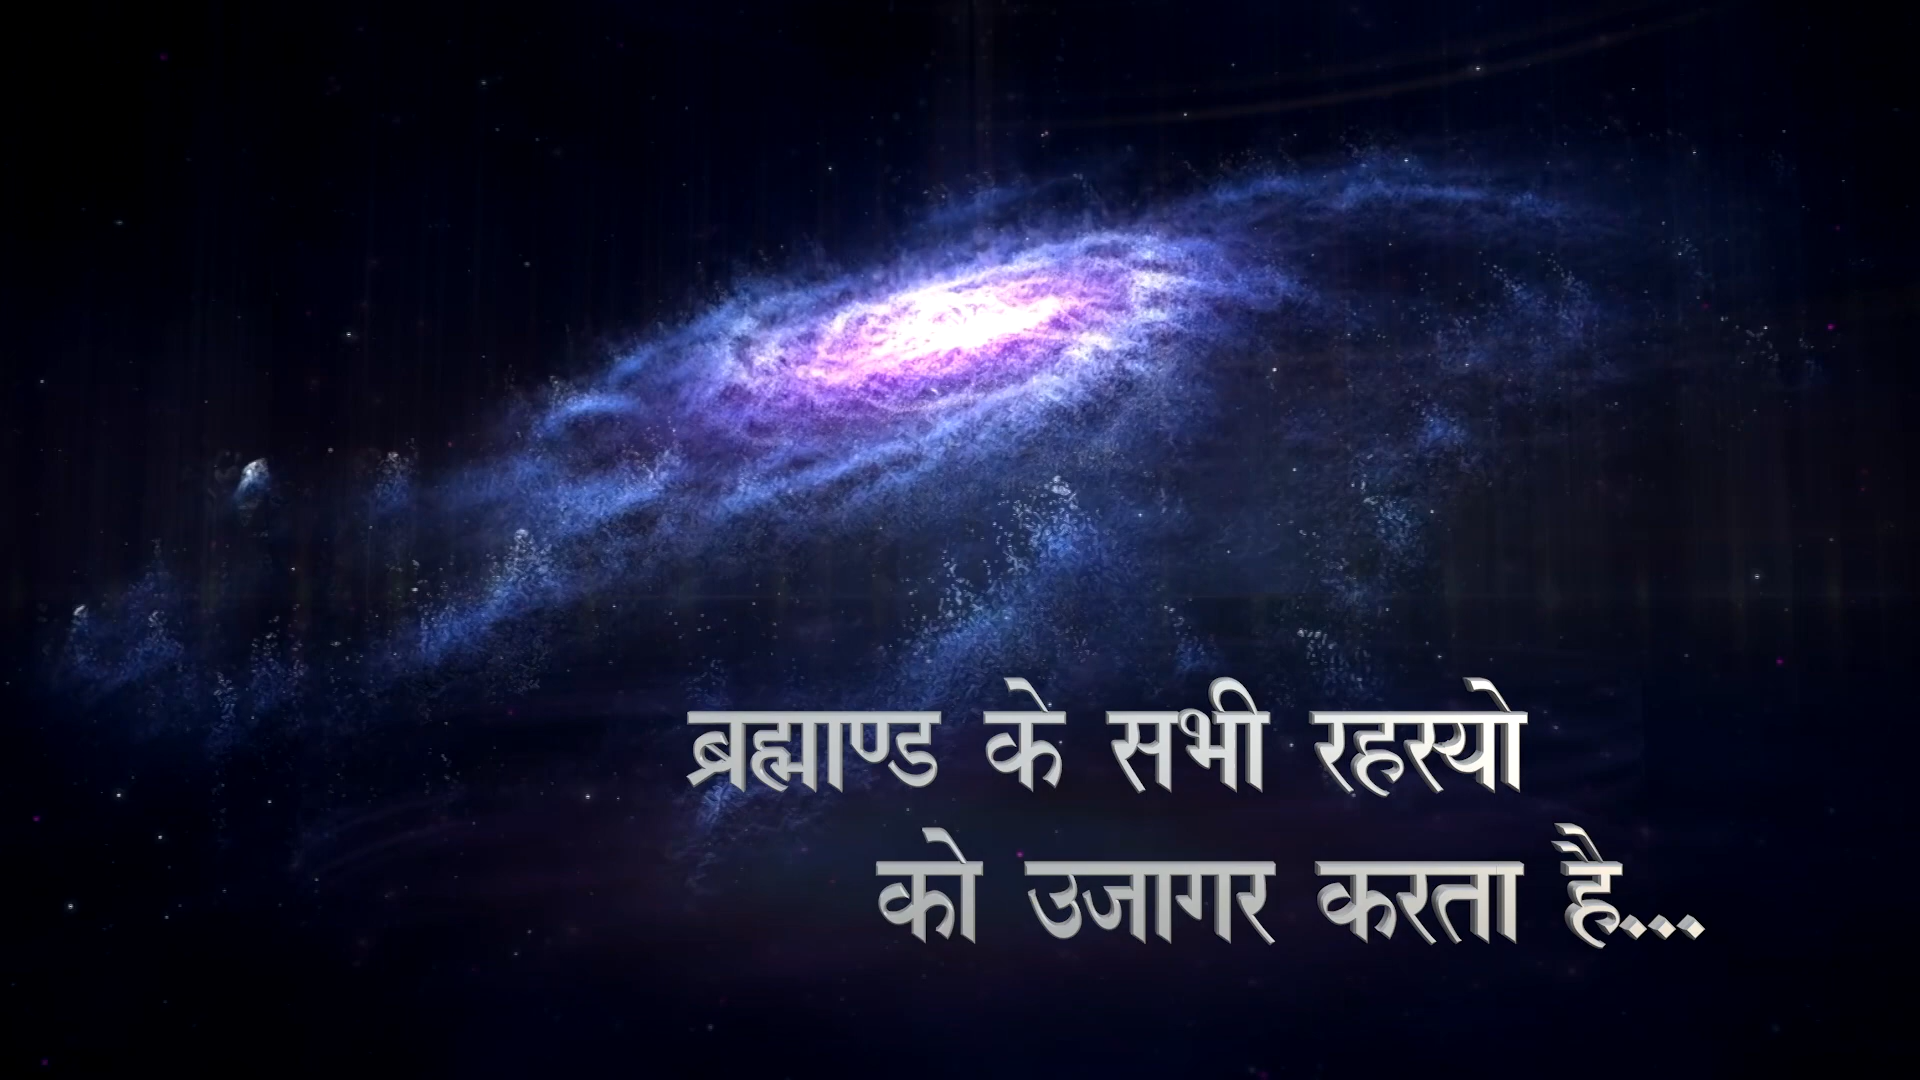 ब्रह्माण्ड के सभी रहस्यो
को उजागर करता है...